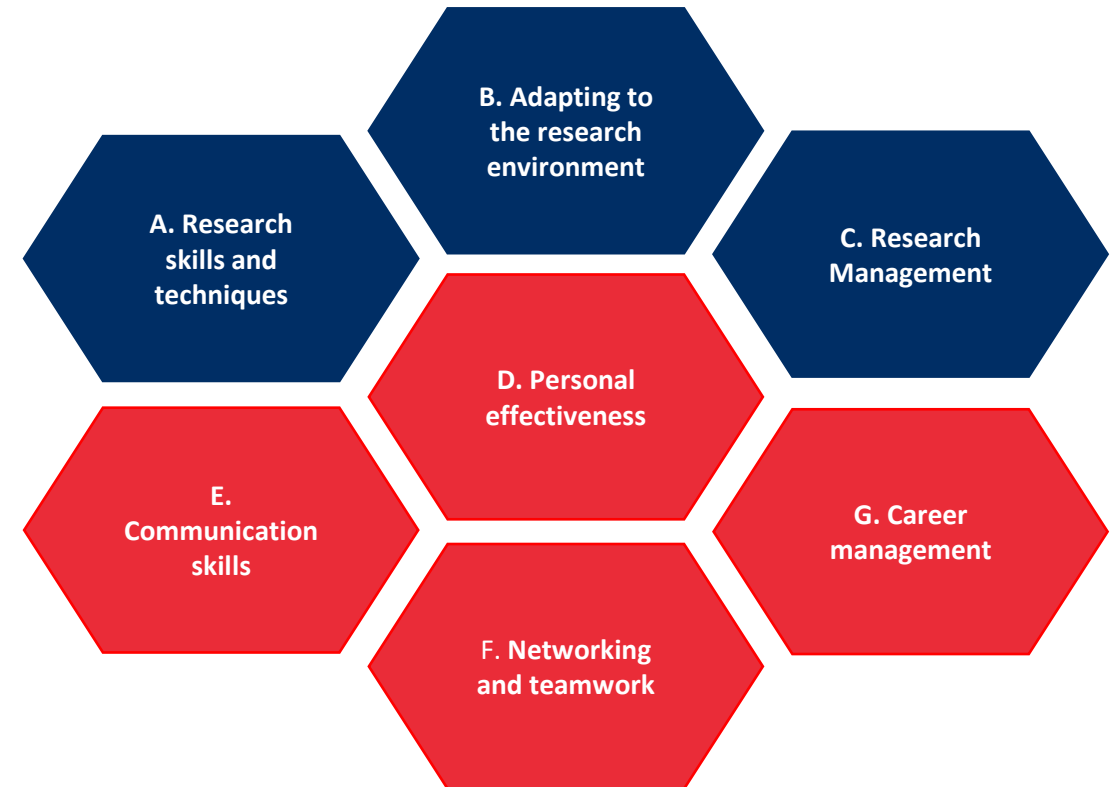 A. Research
skills and
techniques
B. Adapting to
the research
environment
C. Research
Management
D. Personal
effectiveness
E.
Communication
skills
F. Networking
and teamwork
G. Career
management